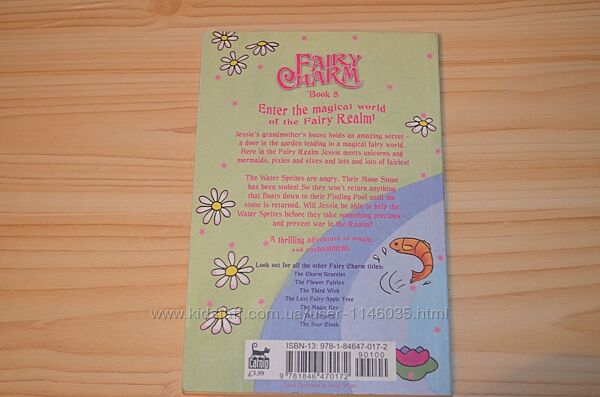 FAIRY
CHARM
Book 8
Enter the magical world
of the Fairy Realm!
Jessie's grandmother's house holds an amazing secret -
a door in the garden leading to a magical fairy world.
Here in the Fairy Realm Jessie meets unicorns and
mermaids, pixies and elves and lots and lots of fairies!
The Water Sprites are angry. Their Moon Stone
has been stolen! So they won't return anything
that floats down to their Finding Pool until the
stone is returned. Will Jessie be able to help the
Water Sprites before they take something precious -
and prevent war in the Realm?
A thrilling adventure of magic
and enchantment.
Look out for all the other Fairy Charm titles:
The Charm Bracelet
The Flower Fairies
The Third Wish
The Last Fairy-Apple Tree
The Magic Key
The
The Star Cloak
ISBN-13: 978-1-84647-017-2
90100
9 781846 470172
Catnip
£3.99